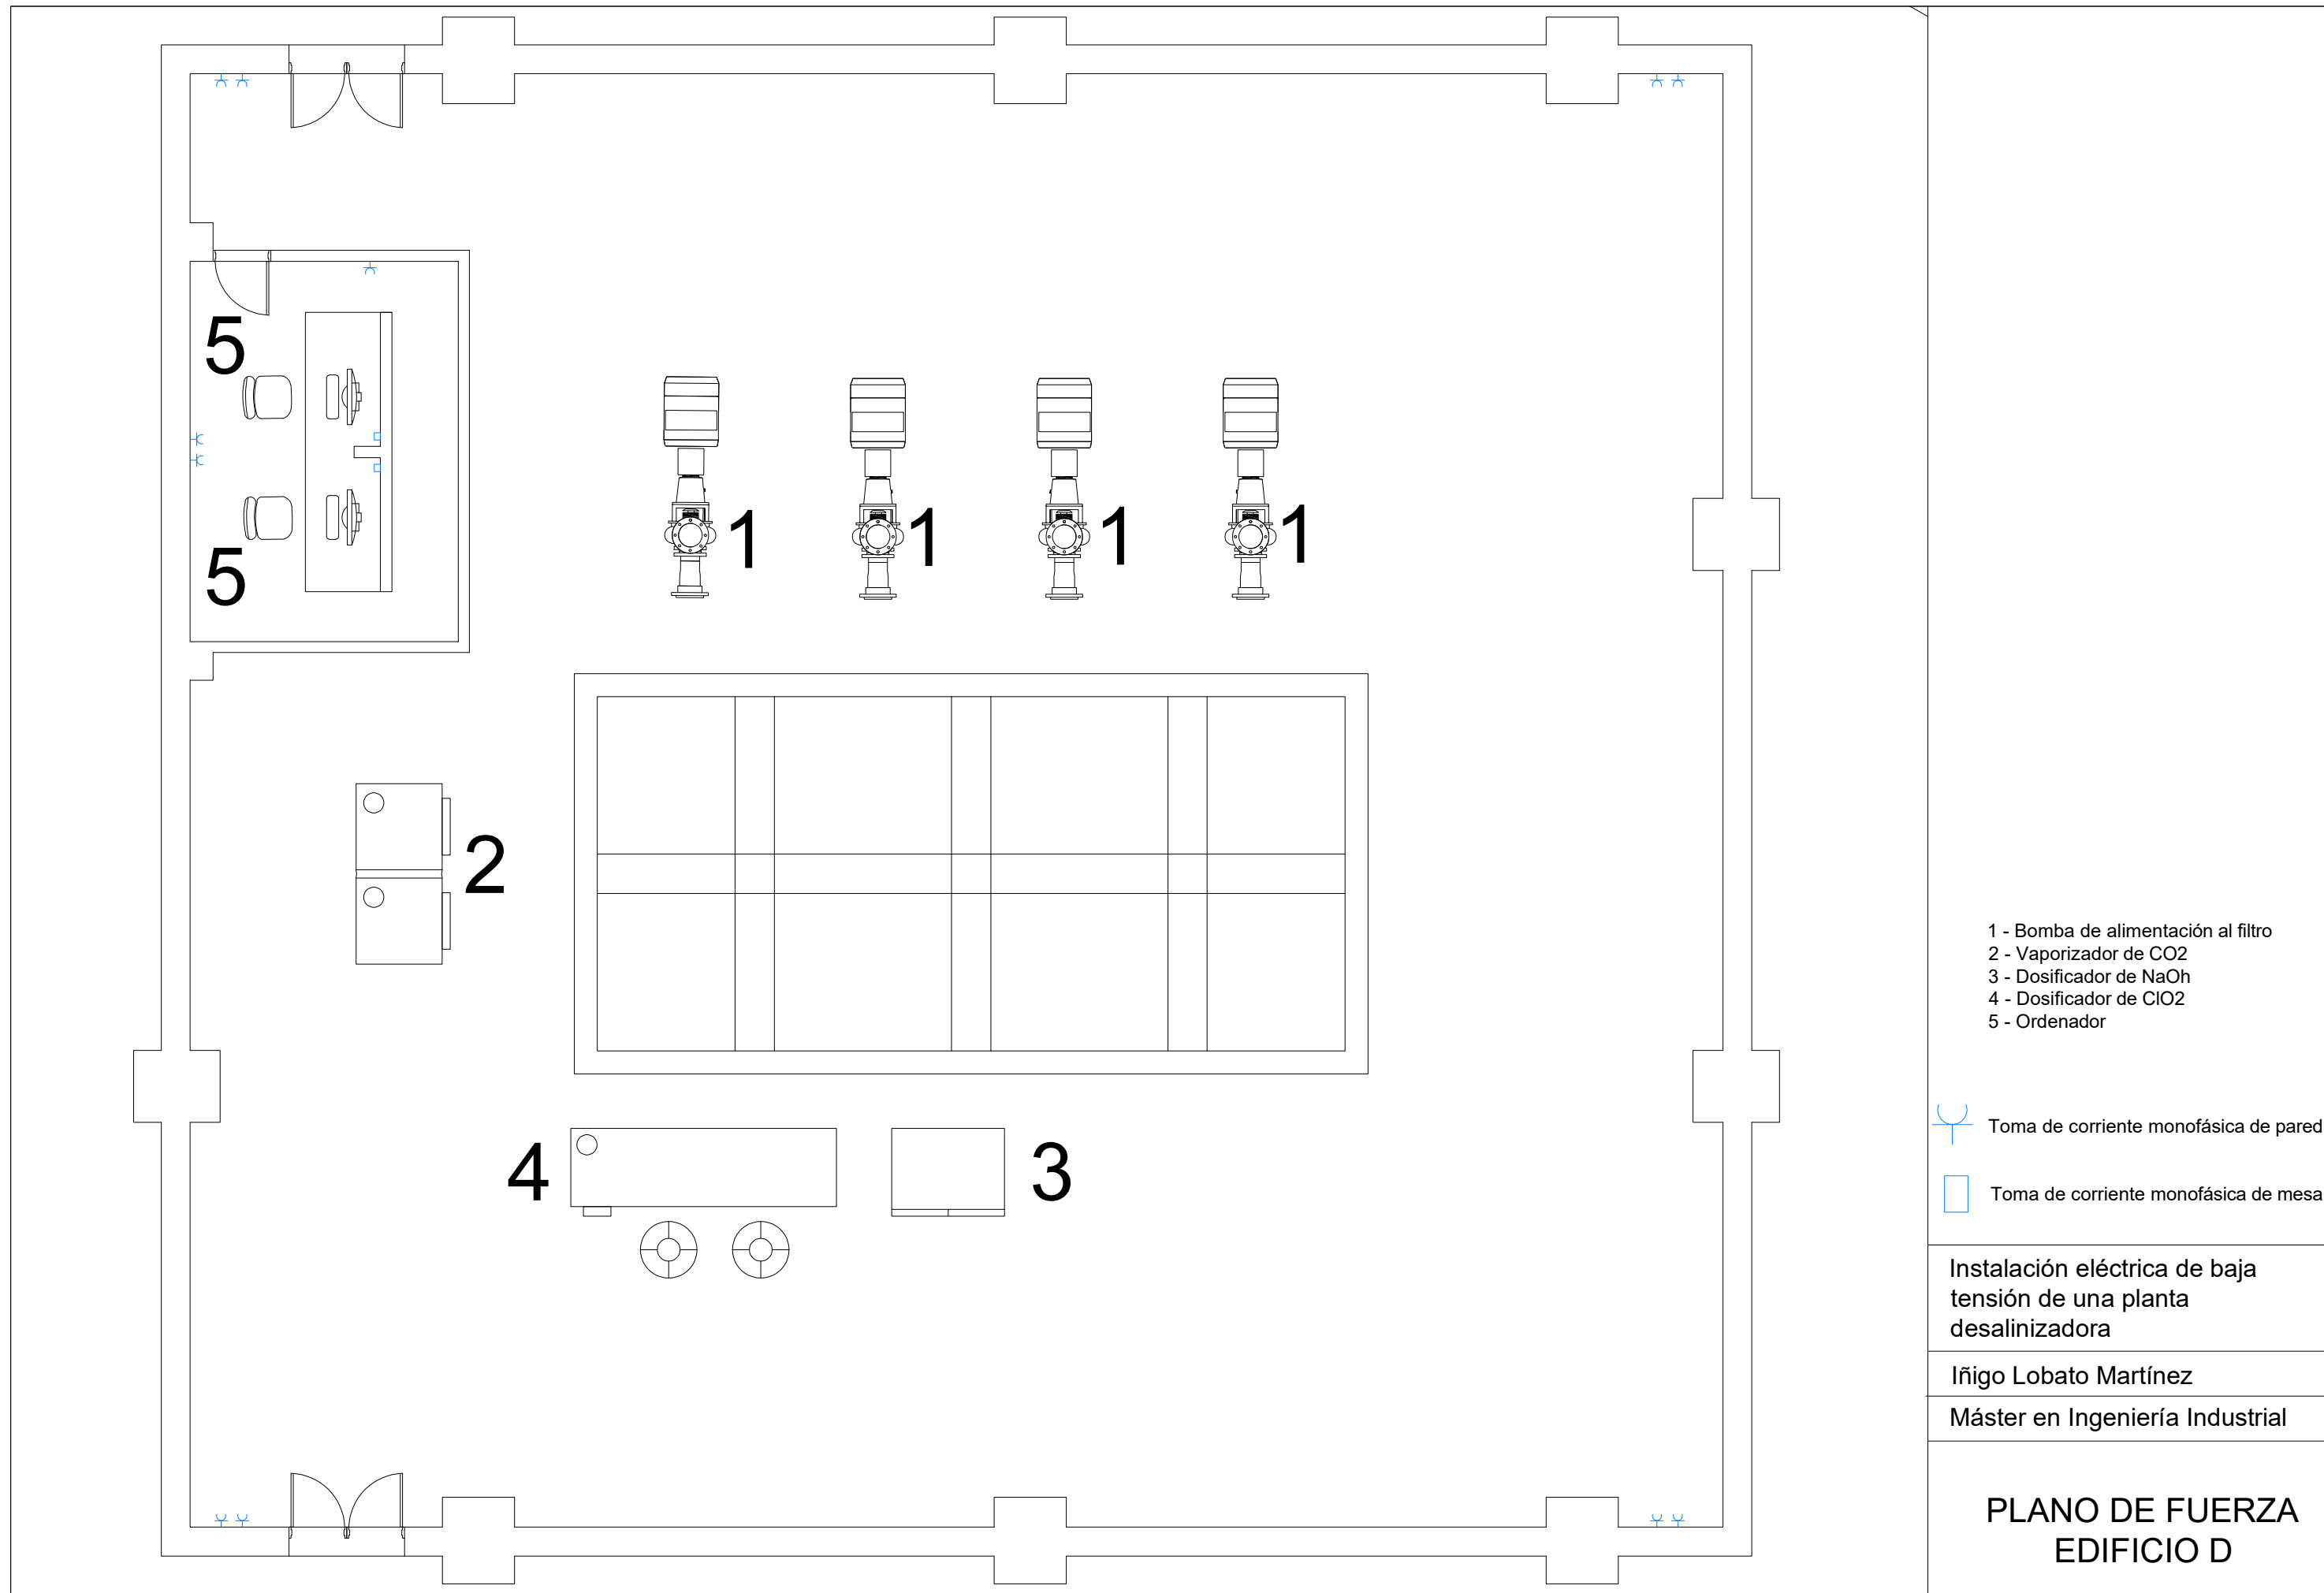 5
5
1
1
1
1
2
4
3
1 - Bomba de alimentación al filtro
2 - Vaporizador de CO2
3 - Dosificador de NaOh
4 - Dosificador de ClO2
5 - Ordenador
Toma de corriente monofásica de pared
Toma de corriente monofásica de mesa
Instalación eléctrica de baja
tensión de una planta
desalinizadora
Iñigo Lobato Martínez
Máster en Ingeniería Industrial
PLANO DE FUERZA
EDIFICIO D